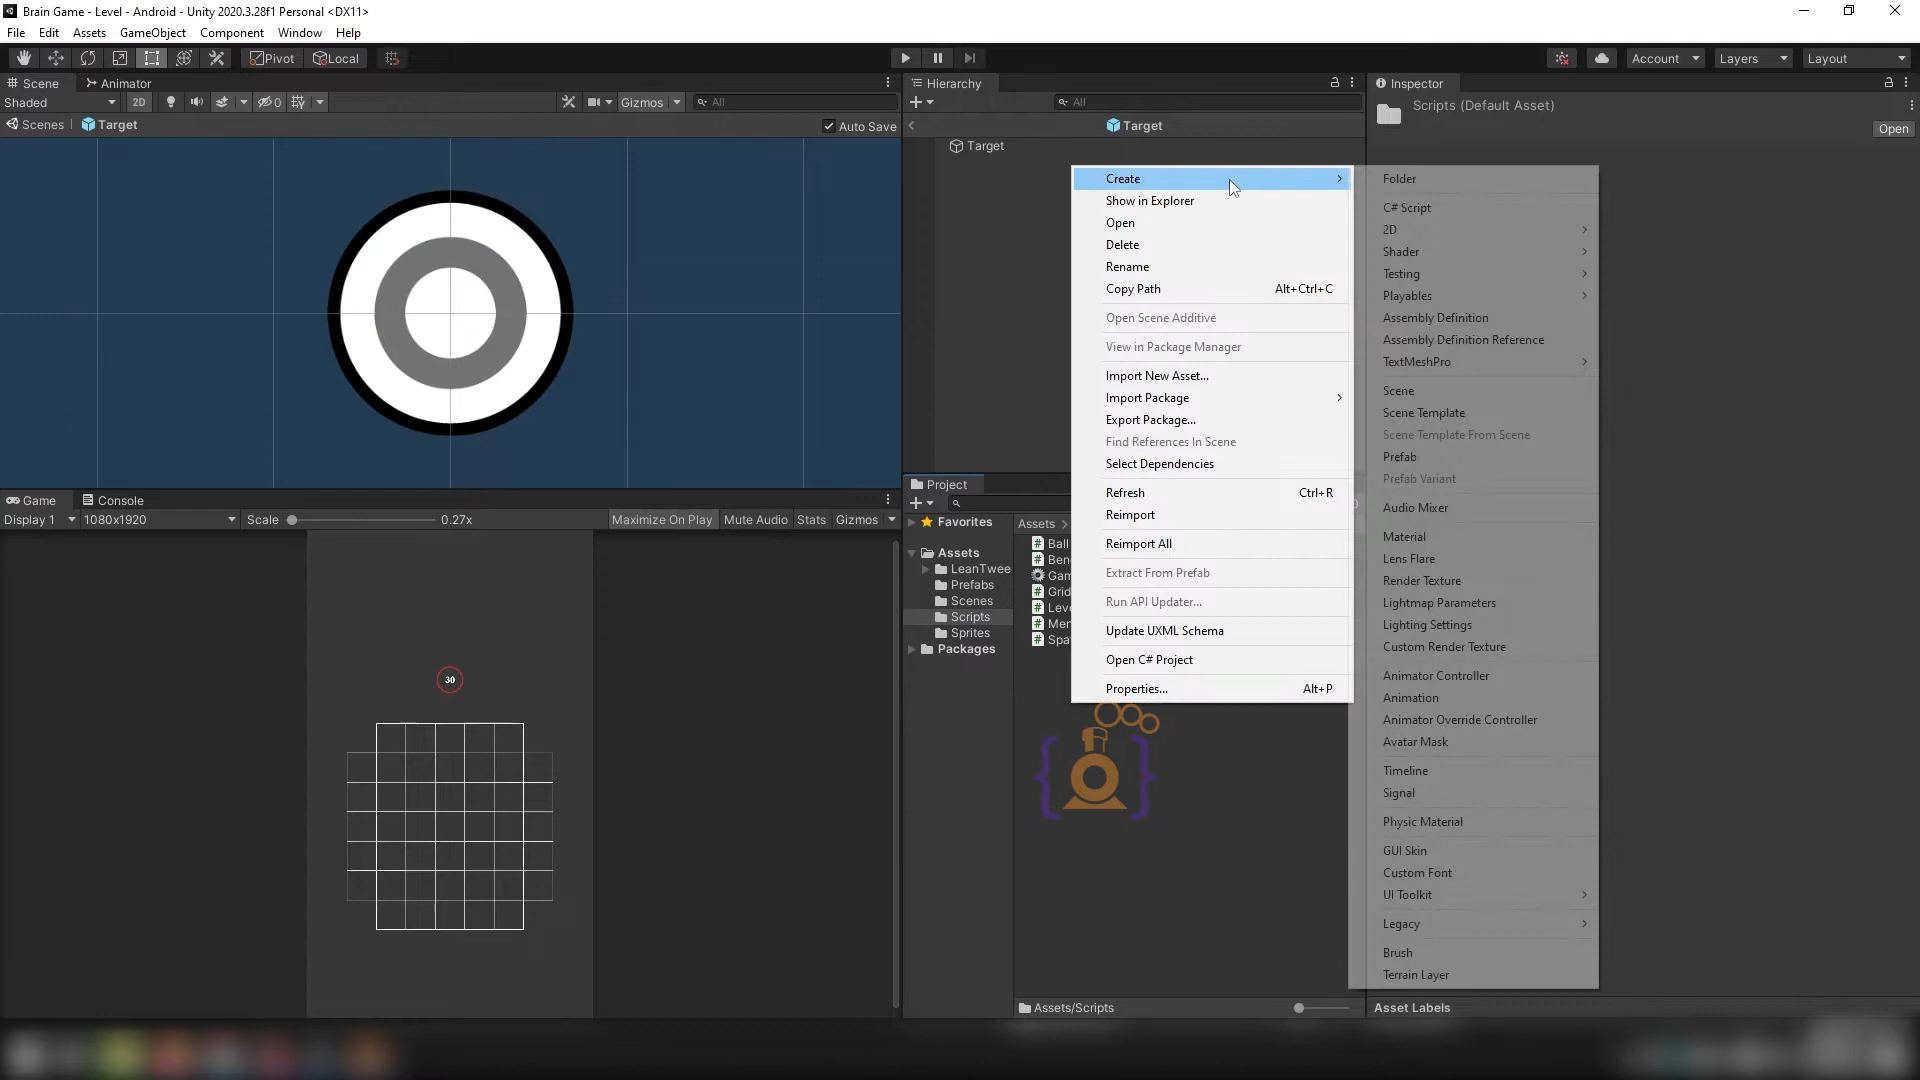 Brain Game - Level - Android - Unity 2020.3.28f1 Personal <DX11>
File Edit Assets GameObject Component Window Help
Pivot Local Account Layers Layout
Scene Animator
Shaded 2D 0 Gizmos All
Scenes Target Auto Save
Hierarchy
All
Target
Target
Inspector
Scripts (Default Asset)
Open
Create
Show in Explorer
Open
Delete
Rename
Copy Path Alt+Ctrl+C
Open Scene Additive
View in Package Manager
Import New Asset...
Import Package
Export Package...
Find References In Scene
Select Dependencies
Refresh Ctrl+R
Reimport
Reimport All
Extract From Prefab
Run API Updater...
Update UXML Schema
Open C# Project
Properties... Alt+P
Folder
C# Script
2D
Shader
Testing
Playables
Assembly Definition
Assembly Definition Reference
TextMeshPro
Scene
Scene Template
Scene Template From Scene
Prefab
Prefab Variant
Audio Mixer
Material
Lens Flare
Render Texture
Lightmap Parameters
Lighting Settings
Custom Render Texture
Animator Controller
Animation
Animator Override Controller
Avatar Mask
Timeline
Signal
Physic Material
GUI Skin
Custom Font
UI Toolkit
Legacy
Brush
Terrain Layer
Game Console
Display 1 1080x1920 Scale 0.27x Maximize On Play Mute Audio Stats Gizmos
30
Project
Favorites
Assets
LeanTwee
Prefabs
Scenes
Scripts
Sprites
Packages
Assets >
Ball
Ben
Gam
Grid
Leve
Men
Spa
Assets/Scripts
Asset Labels